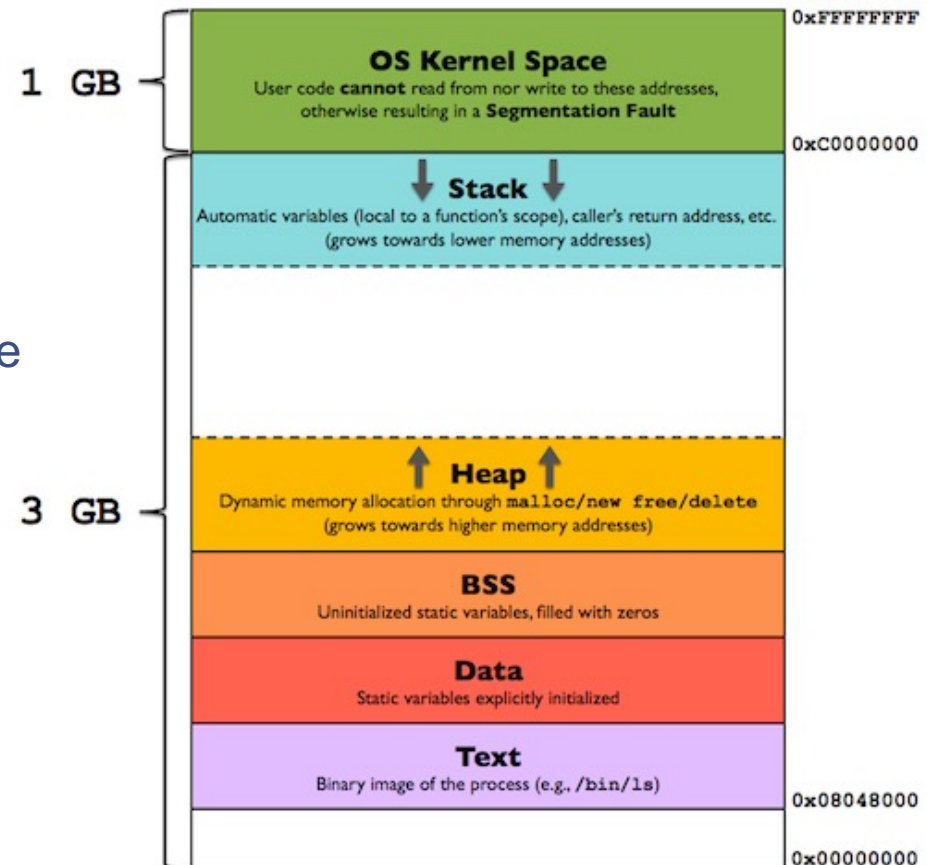 0xFFFFFFFF
OS Kernel Space
1 GB
User code cannot read from nor write to these addresses,
otherwise resulting in a Segmentation Fault
0xC0000000
Stack
Automatic variables (local to a function's scope), caller's return address, etc.
(grows towards lower memory addresses)
e
Heap
3 GB
Dynamic memory allocation through malloc/new free/delete
(grows towards higher memory addresses)
BSS
Uninitialized static variables, filled with zeros
Data
Static variables explicitly initialized
Text
Binary image of the process (e.g., /bin/ls)
0x08048000
0x00000000